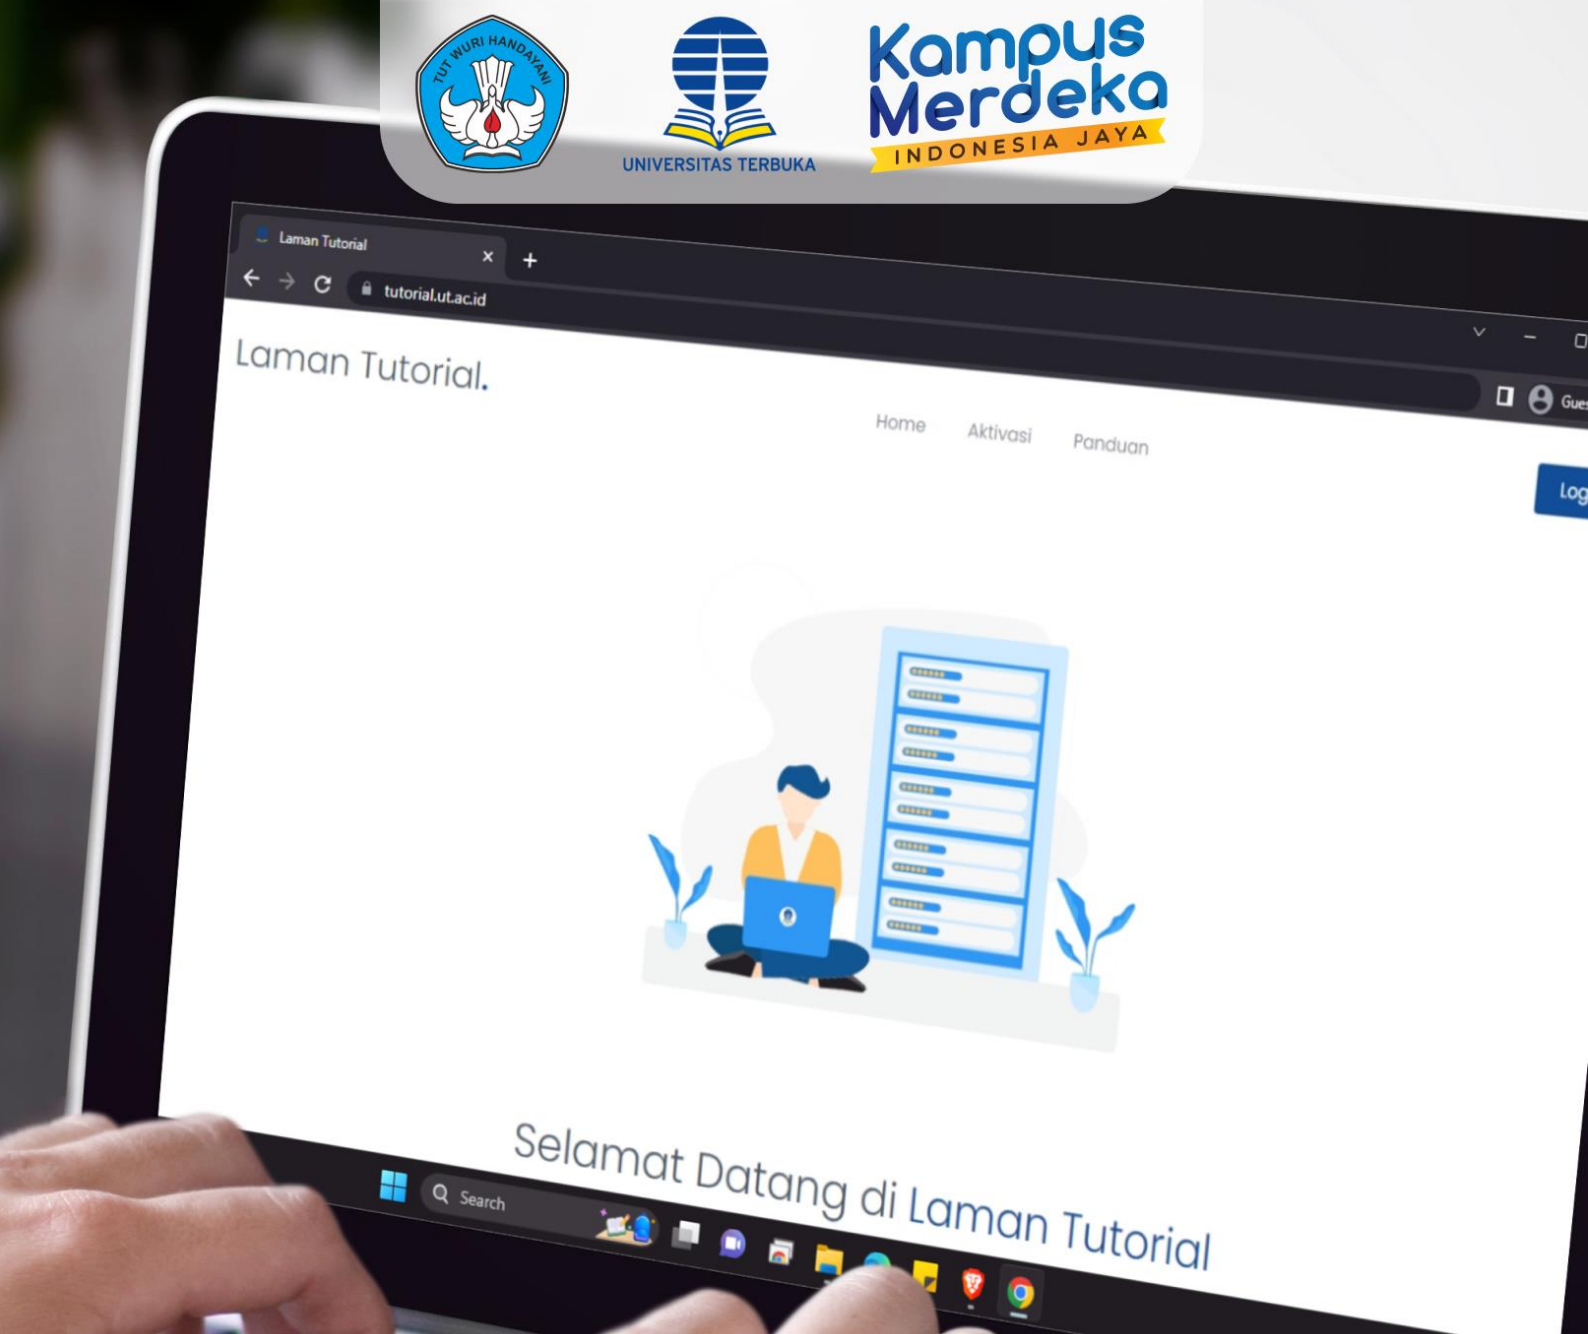 TUT WURI HANDAYANI
UNIVERSITAS TERBUKA
Kampus
Merdeka
INDONESIA JAYA
Laman Tutorial
tutorial.ut.ac.id
Laman Tutorial.
Home Aktivasi Panduan
Selamat Datang di Laman Tutorial
Search